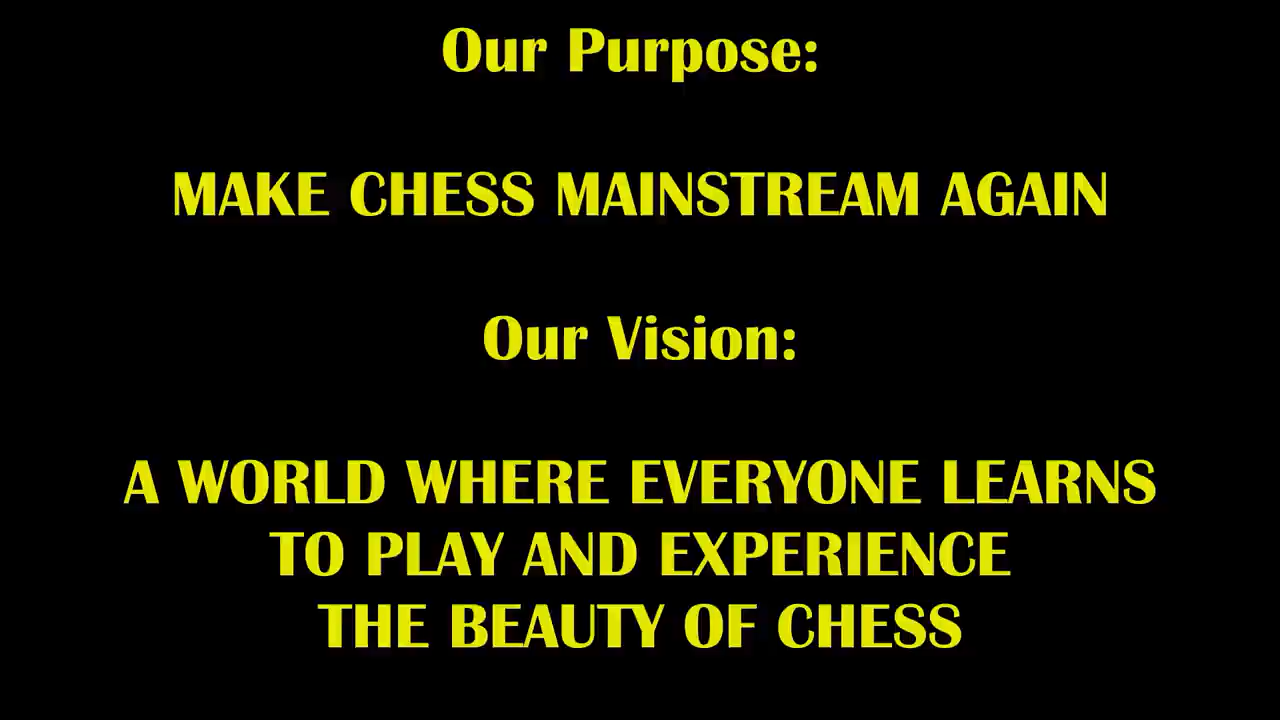 Our Purpose:
MAKE CHESS MAINSTREAM AGAIN
Our Vision:
A WORLD WHERE EVERYONE LEARNS
TO PLAY AND EXPERIENCE
THE BEAUTY OF CHESS